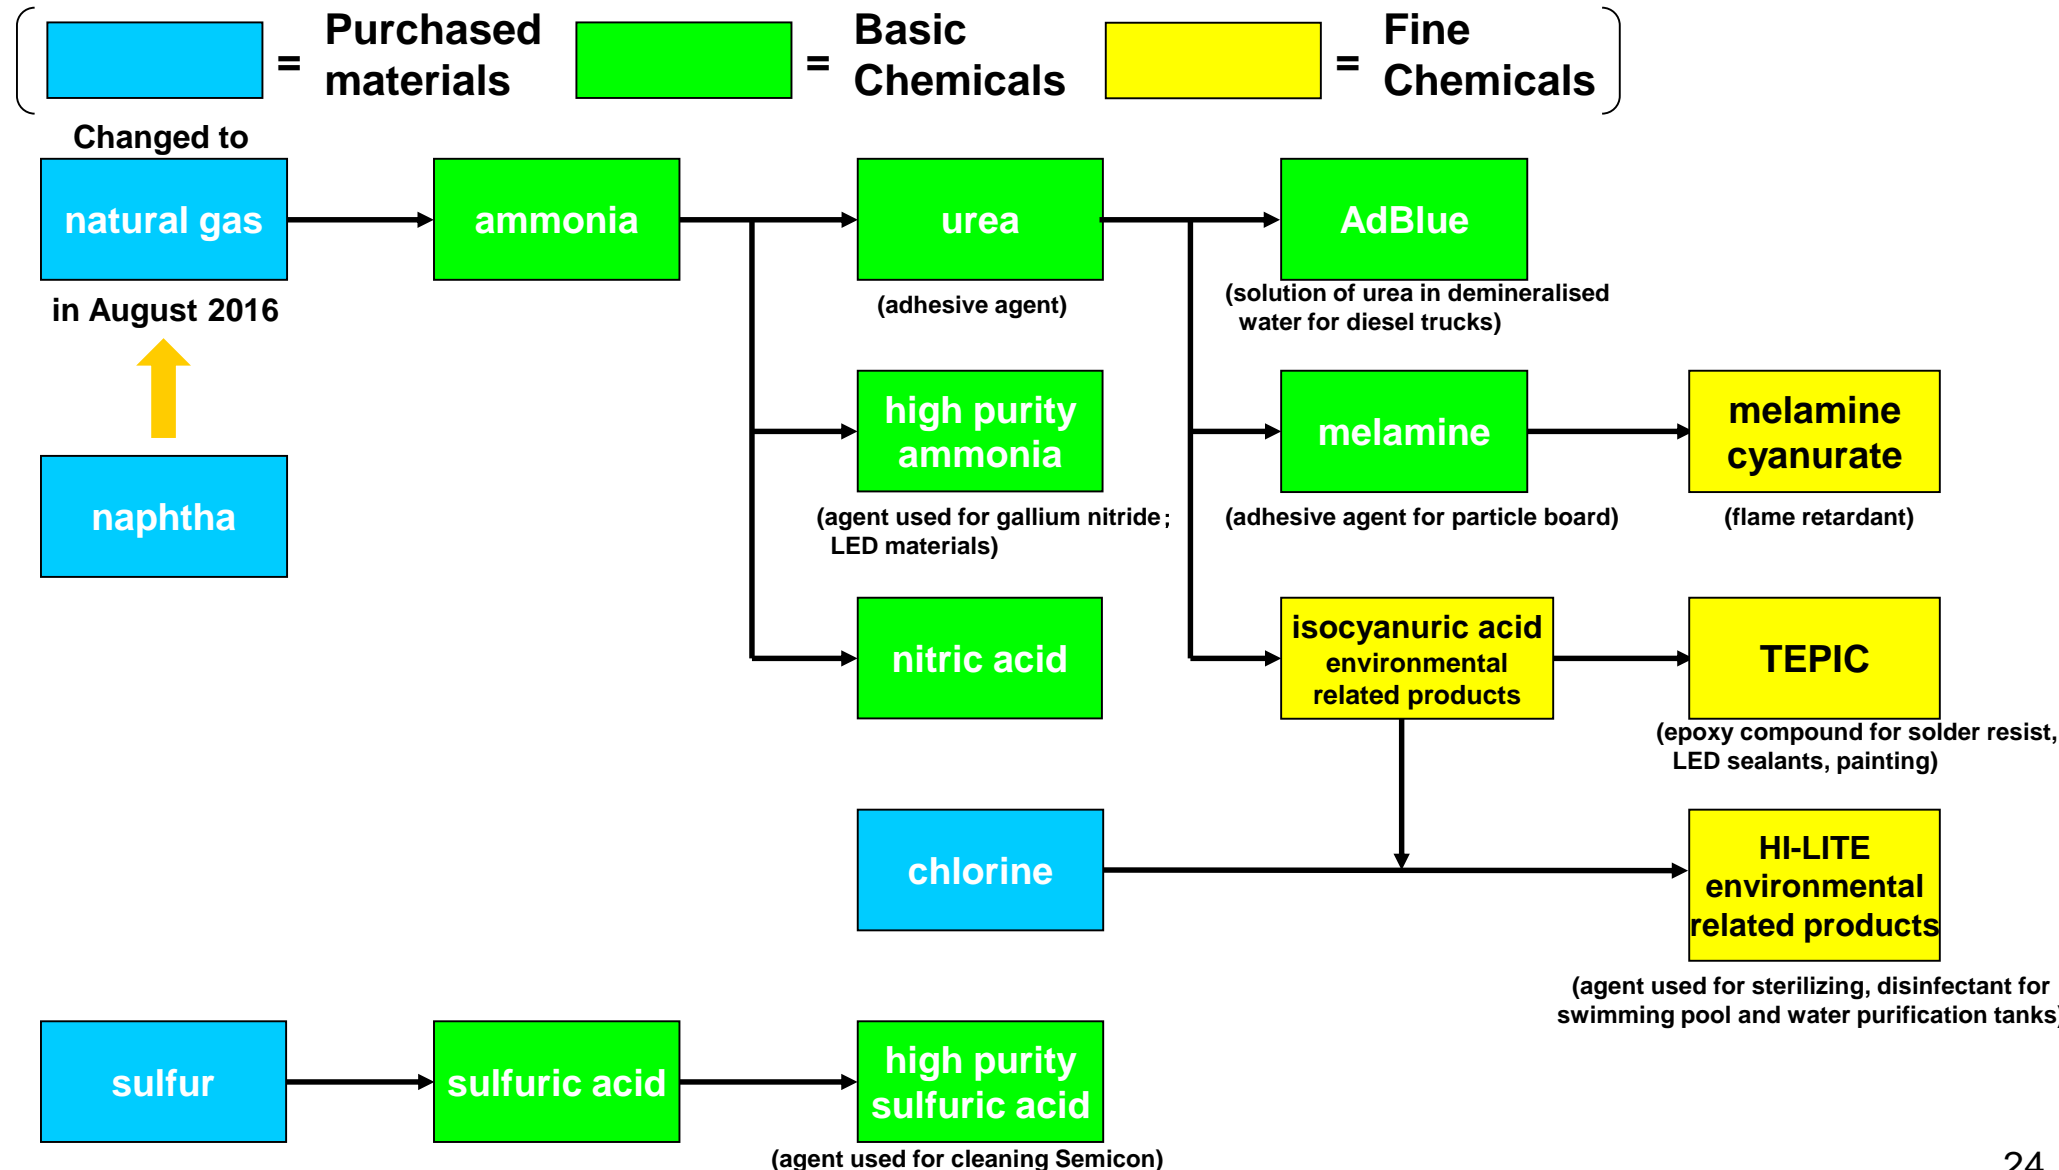 = Purchased
materials
= Basic
Chemicals
= Fine
Chemicals
Changed to
natural gas
in August 2016
naphtha
ammonia
urea
(adhesive agent)
AdBlue
(solution of urea in demineralised
water for diesel trucks)
high purity
ammonia
(agent used for gallium nitride;
LED materials)
melamine
(adhesive agent for particle board)
melamine
cyanurate
(flame retardant)
nitric acid
isocyanuric acid
environmental
related products
TEPIC
(epoxy compound for solder resist,
LED sealants, painting)
chlorine
HI-LITE
environmental
related products
(agent used for sterilizing, disinfectant for
swimming pool and water purification tanks)
sulfur
sulfuric acid
high purity
sulfuric acid
(agent used for cleaning Semicon)
24